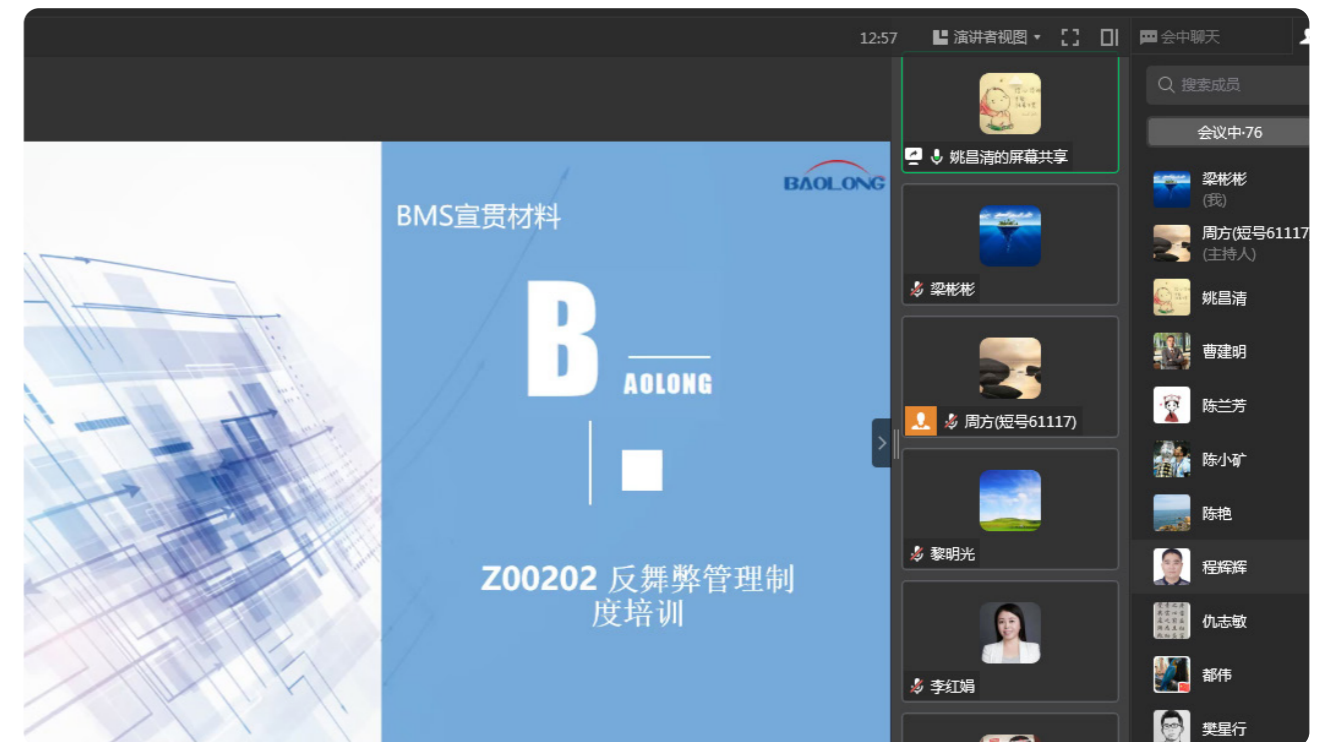 12:57
演讲者视图
会中聊天
搜索成员
会议中·76
姚昌清的屏幕共享
梁彬彬
周方(短号61117)
黎明光
李红娟
BAOLONG
BMS宣贯材料
B
AOLONG
Z00202 反舞弊管理制
度培训
梁彬彬
(我)
周方(短号61117
(主持人)
姚昌清
曹建明
陈兰芳
陈小矿
陈艳
程辉辉
仇志敏
都伟
樊星行